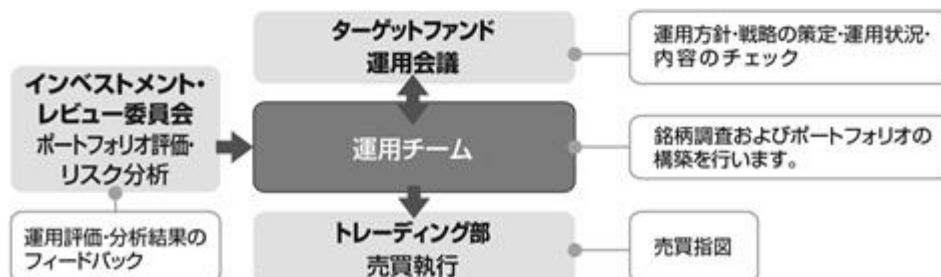 ターゲットファンド
運用会議
運用方針・戦略の策定・運用状況・
内容のチェック
インベストメント・
レビュー委員会
ポートフォリオ評価・
リスク分析
運用チーム
銘柄調査およびポートフォリオの
構築を行います。
運用評価・分析結果の
フィードバック
トレーディング部
売買執行
売買指図